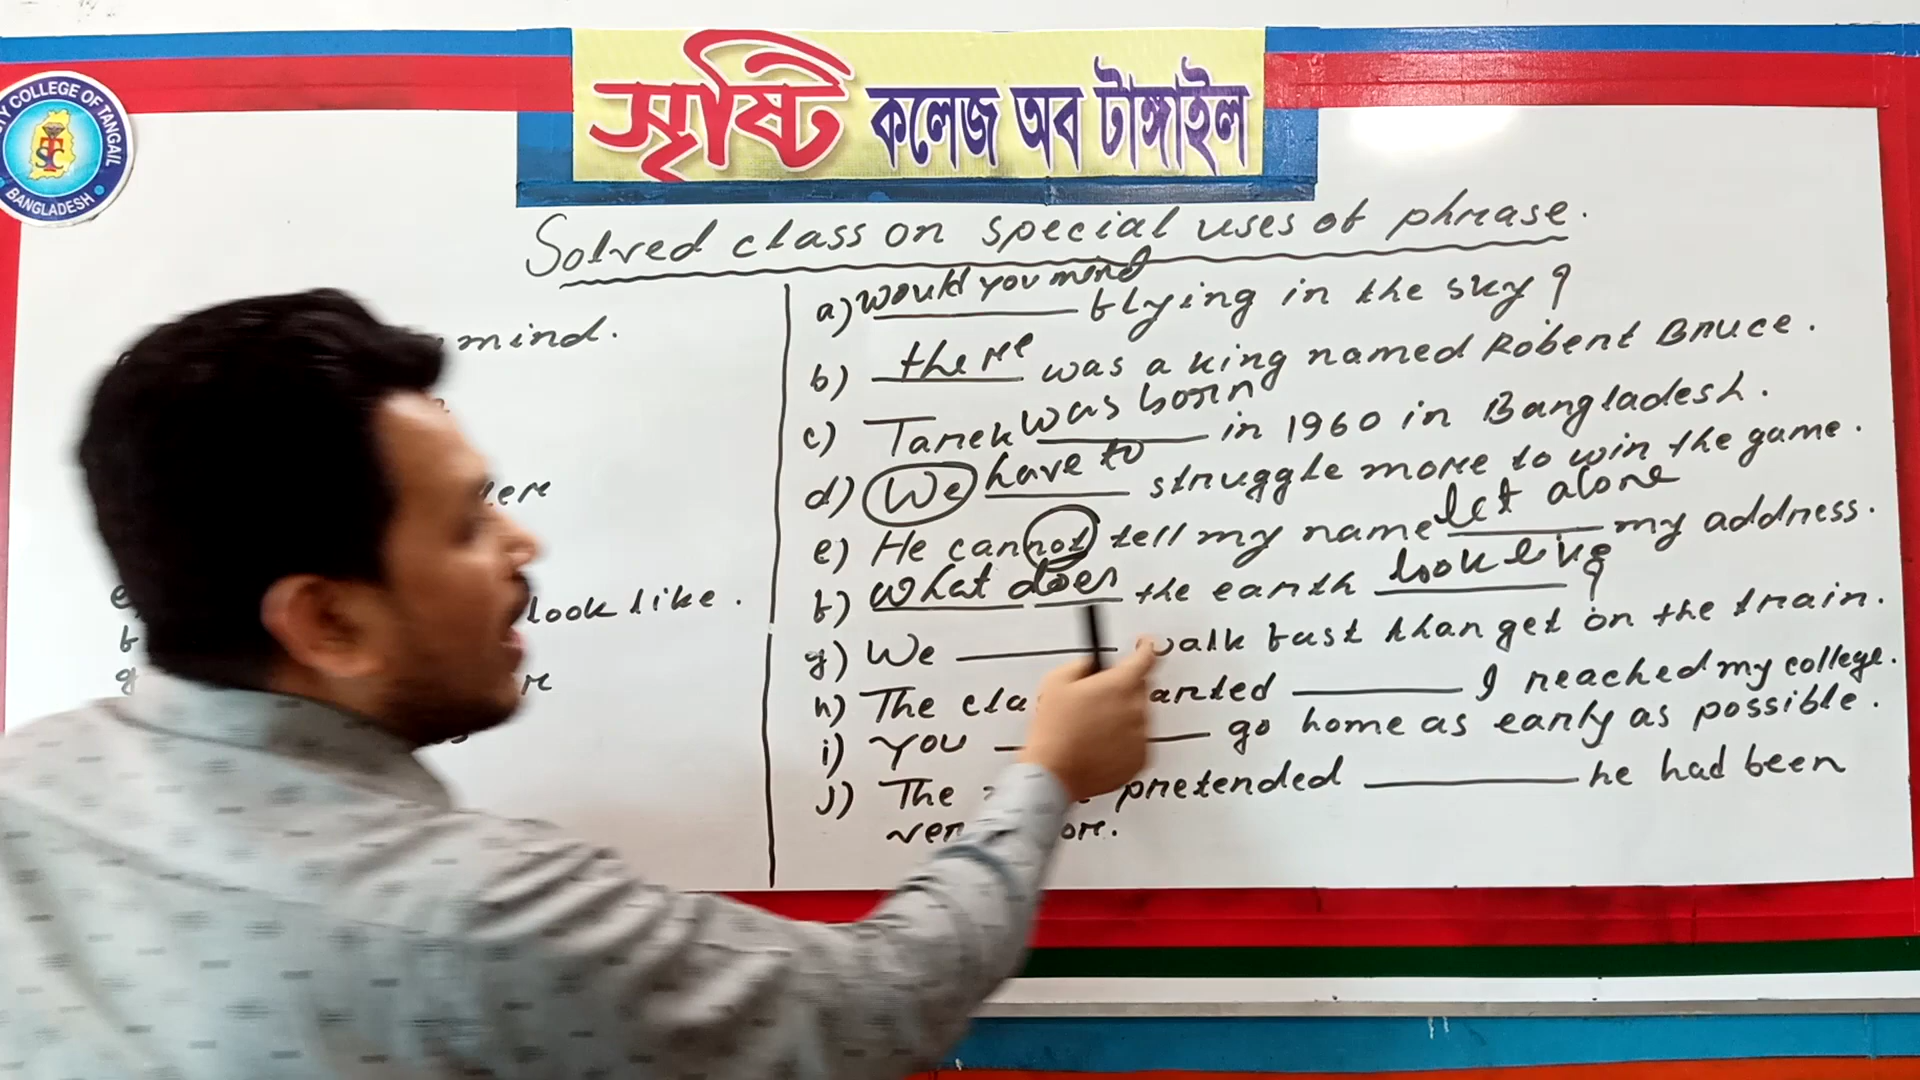 সৃষ্টি কলেজ অব টাঙ্গাইল
COLLEGE OF TANGAIL
STC
BANGLADESH
Solved class on special uses of phrase.
mind.
look like.
a) would you mind flying in the sky?
b) there was a king named Robert Bruce.
c) Tarek was born in 1960 in Bangladesh.
d) We have to struggle more to win the game.
e) He cannot tell my name let alone my address.
f) What does the earth look like?
g) We walk fast than get on the train.
h) The I reached my college.
i) You go home as early as possible.
j) The pretended he had been